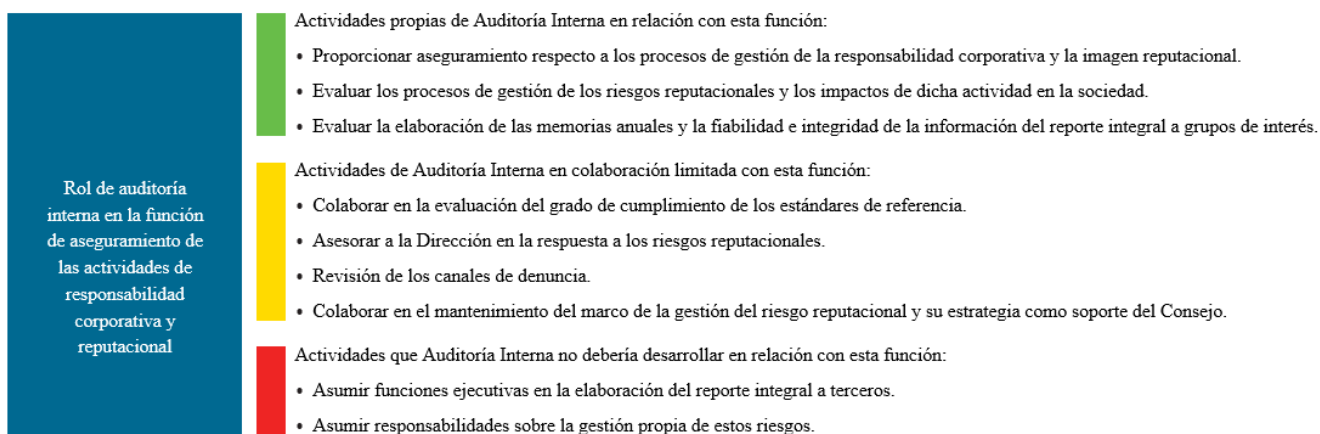 Rol de auditoría
interna en la función
de aseguramiento de
las actividades de
responsabilidad
corporativa y
reputacional
Actividades propias de Auditoría Interna en relación con esta función:
• Proporcionar aseguramiento respecto a los procesos de gestión de la responsabilidad corporativa y la imagen reputacional.
• Evaluar los procesos de gestión de los riesgos reputacionales y los impactos de dicha actividad en la sociedad.
• Evaluar la elaboración de las memorias anuales y la fiabilidad e integridad de la información del reporte integral a grupos de interés.
Actividades de Auditoría Interna en colaboración limitada con esta función:
• Colaborar en la evaluación del grado de cumplimiento de los estándares de referencia.
• Asesorar a la Dirección en la respuesta a los riesgos reputacionales.
• Revisión de los canales de denuncia.
• Colaborar en el mantenimiento del marco de la gestión del riesgo reputacional y su estrategia como soporte del Consejo.
Actividades que Auditoría Interna no debería desarrollar en relación con esta función:
• Asumir funciones ejecutivas en la elaboración del reporte integral a terceros.
• Asumir responsabilidades sobre la gestión propia de estos riesgos.